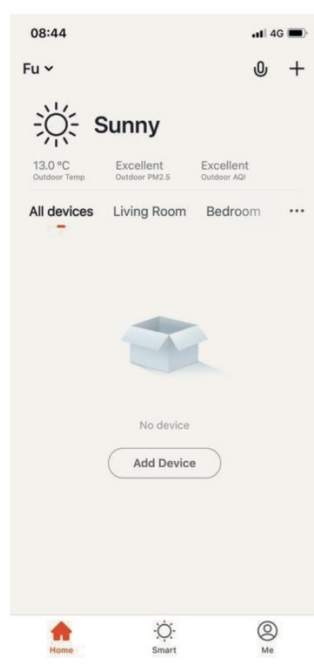 08:44 4G
Fu
Sunny
13.0 °C Excellent Excellent
Outdoor Temp Outdoor PM2.5 Outdoor AQI
All devices Living Room Bedroom ...
No device
Add Device
Home Smart Me